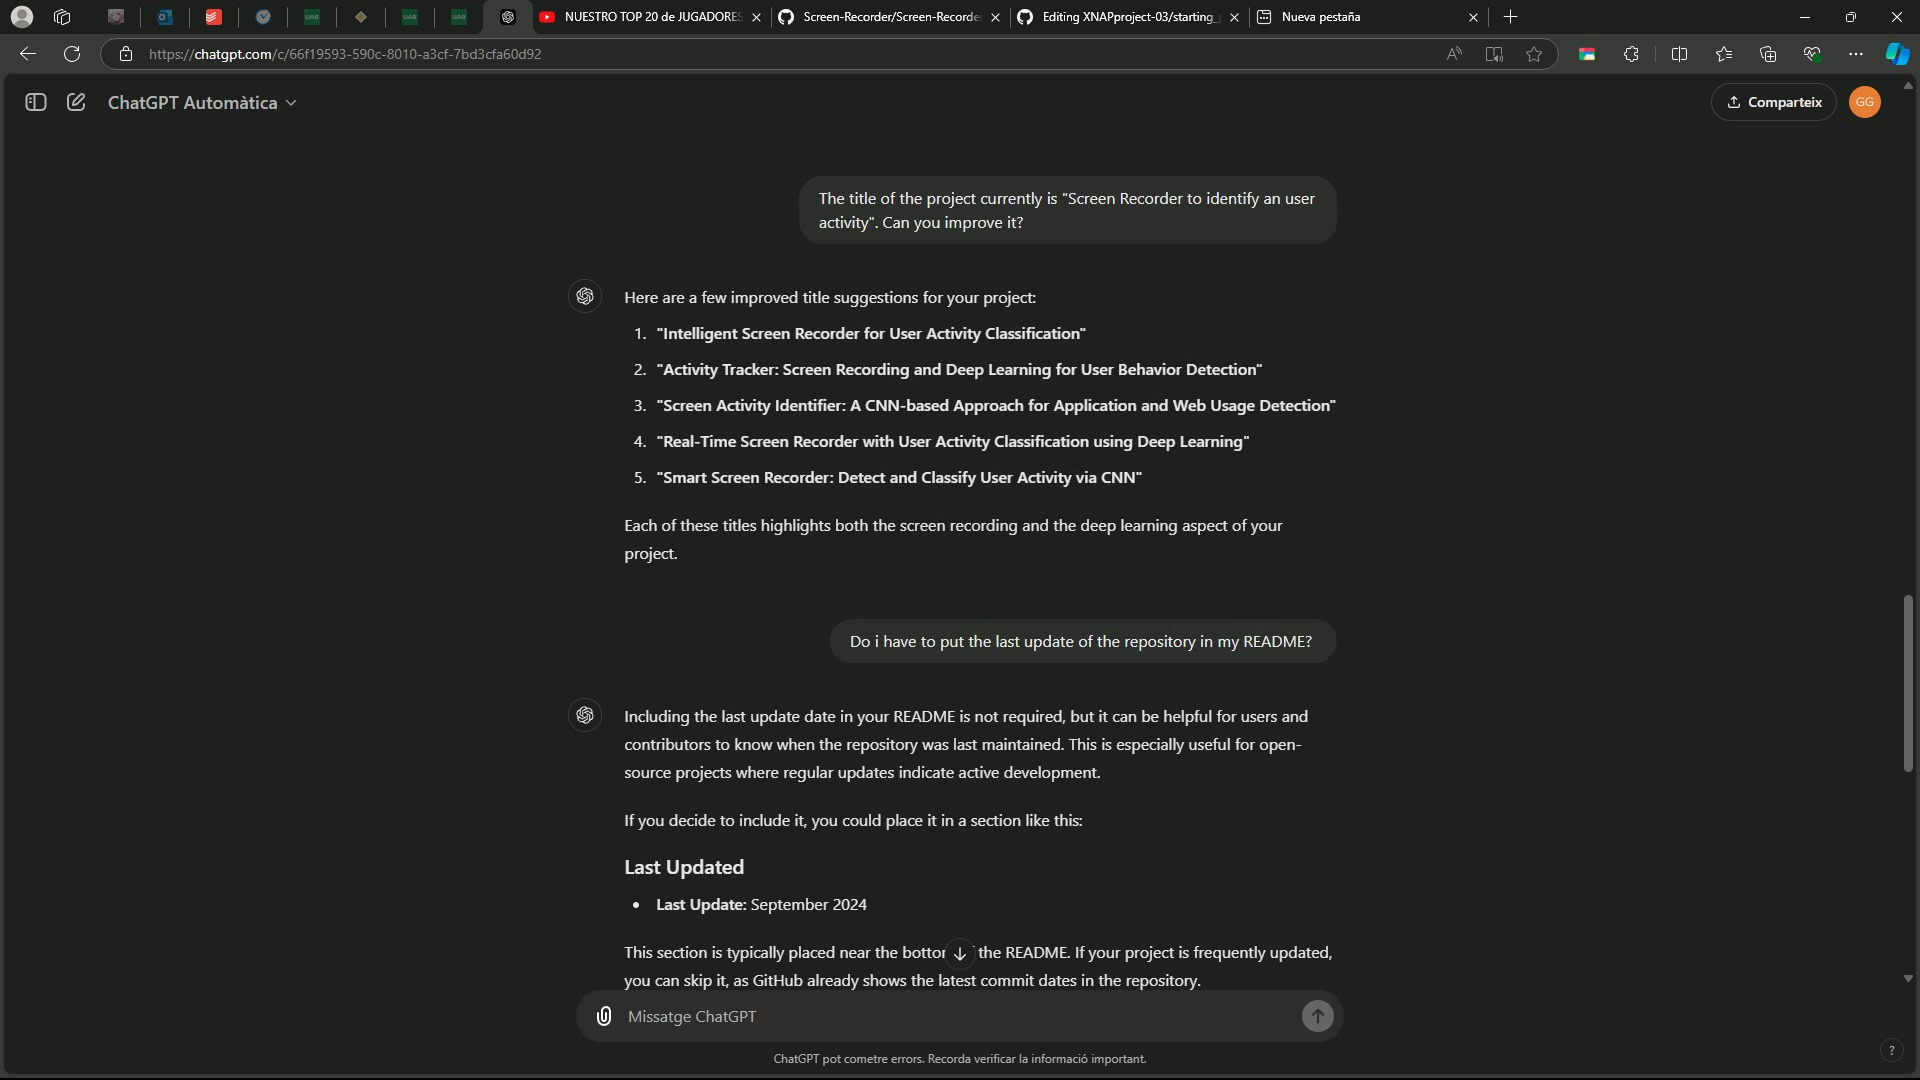 UAB
UAB
UAB
NUESTRO TOP 20 de JUGADORES
Screen-Recorder/Screen-Recorde
Editing XNAPproject-03/starting_
Nueva pestaña
https://chatgpt.com/c/66f19593-590c-8010-a3cf-7bd3cfa60d92
ChatGPT Automàtica
Comparteix
GG
The title of the project currently is "Screen Recorder to identify an user
activity". Can you improve it?
Here are a few improved title suggestions for your project:
1. "Intelligent Screen Recorder for User Activity Classification"
2. "Activity Tracker: Screen Recording and Deep Learning for User Behavior Detection"
3. "Screen Activity Identifier: A CNN-based Approach for Application and Web Usage Detection"
4. "Real-Time Screen Recorder with User Activity Classification using Deep Learning"
5. "Smart Screen Recorder: Detect and Classify User Activity via CNN"
Each of these titles highlights both the screen recording and the deep learning aspect of your
project.
Do i have to put the last update of the repository in my README?
Including the last update date in your README is not required, but it can be helpful for users and
contributors to know when the repository was last maintained. This is especially useful for open-
source projects where regular updates indicate active development.
If you decide to include it, you could place it in a section like this:
Last Updated
• Last Update: September 2024
This section is typically placed near the bottor the README. If your project is frequently updated,
you can skip it, as GitHub already shows the latest commit dates in the repository.
Missatge ChatGPT
ChatGPT pot cometre errors. Recorda verificar la informació important.
?